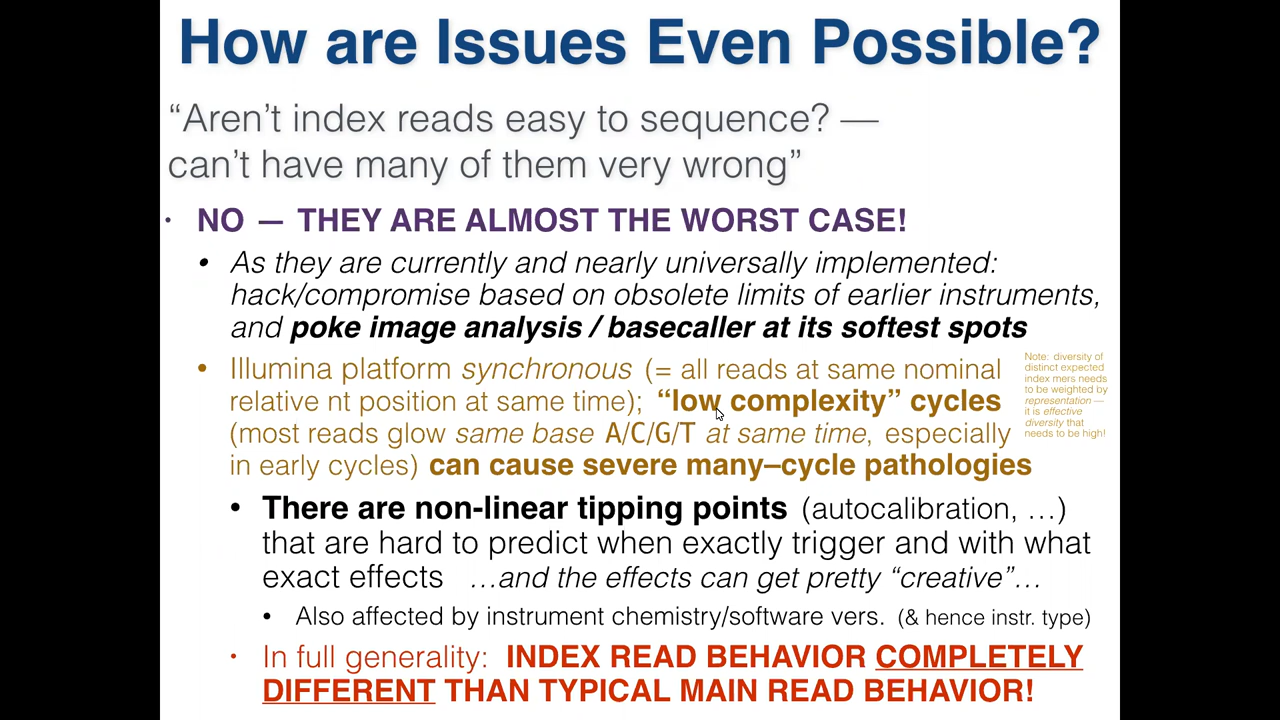 How are Issues Even Possible?
“Aren’t index reads easy to sequence? —
can’t have many of them very wrong”
• NO — THEY ARE ALMOST THE WORST CASE!
• As they are currently and nearly universally implemented:
hack/compromise based on obsolete limits of earlier instruments,
and poke image analysis / basecaller at its softest spots
• Illumina platform synchronous (= all reads at same nominal
relative nt position at same time); “low complexity” cycles
(most reads glow same base A/C/G/T at same time, especially
in early cycles) can cause severe many–cycle pathologies
Note: diversity of
distinct expected
index mers needs
to be weighted by
representation —
it is effective
diversity that
needs to be high!
• There are non-linear tipping points (autocalibration, …)
that are hard to predict when exactly trigger and with what
exact effects …and the effects can get pretty “creative”…
• Also affected by instrument chemistry/software vers. (& hence instr. type)
• In full generality: INDEX READ BEHAVIOR COMPLETELY
DIFFERENT THAN TYPICAL MAIN READ BEHAVIOR!